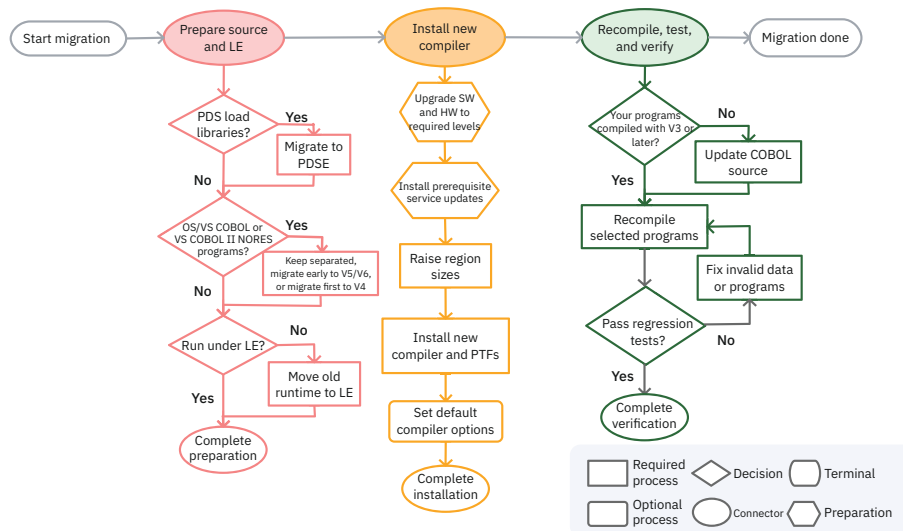 Start migration
Prepare source
and LE
Install new
compiler
Recompile, test,
and verify
Migration done
PDS load
libraries?
Yes
Migrate to
PDSE
No
OS/VS COBOL or
VS COBOL II NORES
programs?
Yes
Keep separated,
migrate early to V5/V6,
or migrate first to V4
No
Run under LE?
No
Move old
runtime to LE
Yes
Complete
preparation
Upgrade SW
and HW to
required levels
Install prerequisite
service updates
Raise region
sizes
Install new
compiler and PTFs
Set default
compiler options
Complete
installation
Your programs
compiled with V3 or
later?
No
Update COBOL
source
Yes
Recompile
selected programs
Fix invalid data
or programs
Pass regression
tests?
No
Yes
Complete
verification
Required
process
Decision
Terminal
Optional
process
Connector
Preparation